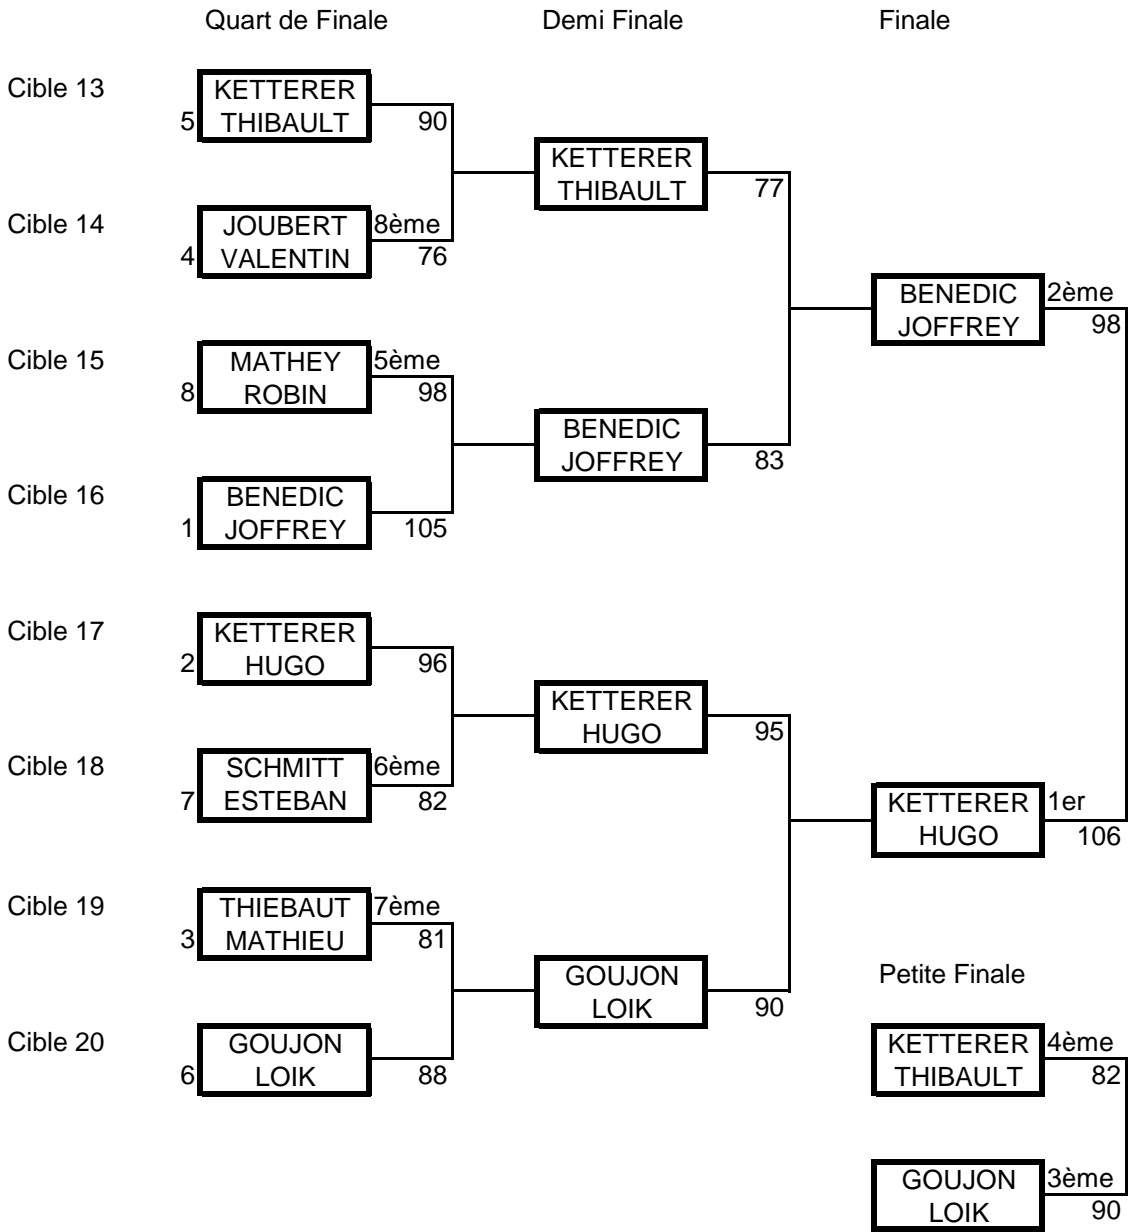 Quart de Finale Demi Finale Finale
Cible 13 KETTERER
5 THIBAULT 90
KETTERER
THIBAULT 77
Cible 14 JOUBERT 8ème
4 VALENTIN 76
BENEDIC 2ème
JOFFREY 98
Cible 15 MATHEY 5ème
8 ROBIN 98
BENEDIC
JOFFREY 83
Cible 16 BENEDIC
1 JOFFREY 105
Cible 17 KETTERER
2 HUGO 96
KETTERER
HUGO 95
Cible 18 SCHMITT 6ème
7 ESTEBAN 82
KETTERER 1er
HUGO 106
Cible 19 THIEBAUT 7ème
3 MATHIEU 81
Petite Finale
GOUJON
LOIK 90
Cible 20 GOUJON
6 LOIK 88
KETTERER 4ème
THIBAULT 82
GOUJON 3ème
LOIK 90